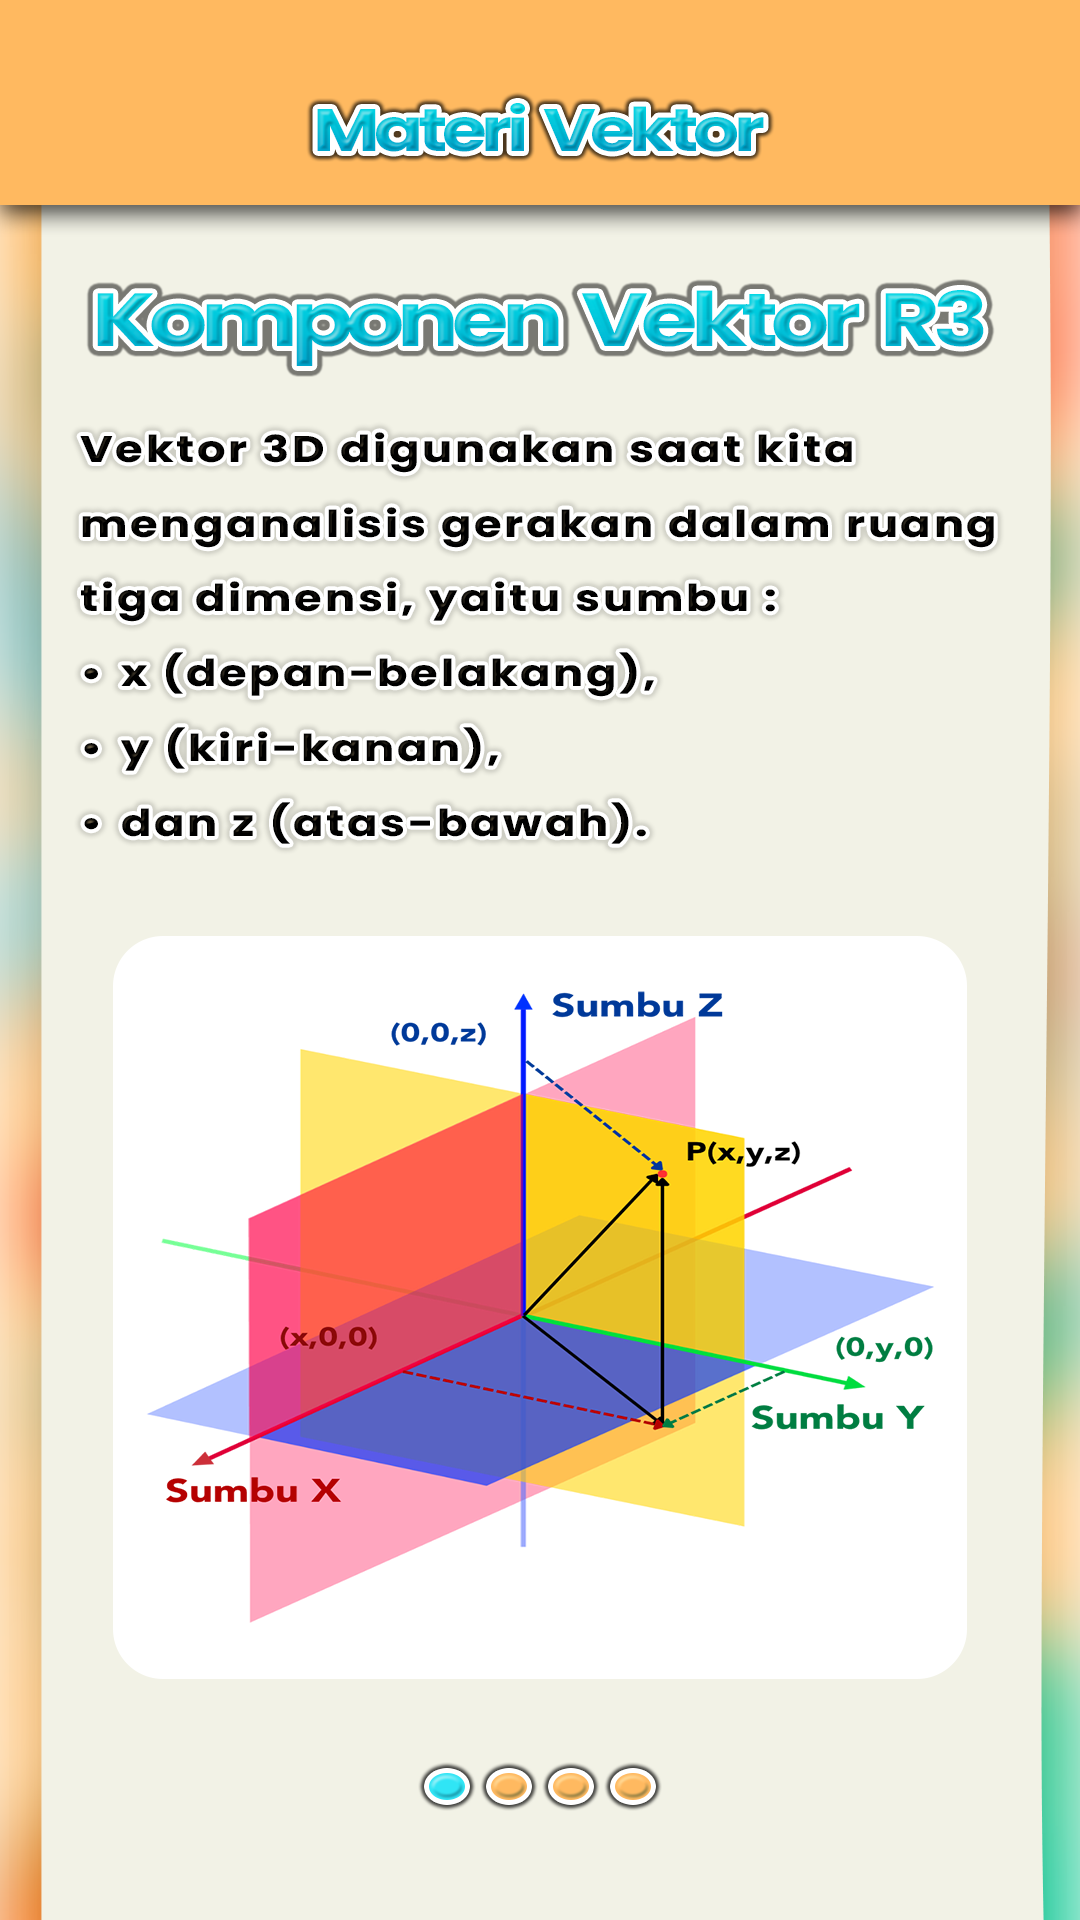 Materi Vektor
Komponen Vektor R3
Vektor 3D digunakan saat kita
menganalisis gerakan dalam ruang
tiga dimensi, yaitu sumbu :
• x (depan-belakang),
• y (kiri-kanan),
• dan z (atas-bawah).
Sumbu Z
(0,0,z)
P(x,y,z)
(x,0,0)
(0,y,0)
Sumbu Y
Sumbu X